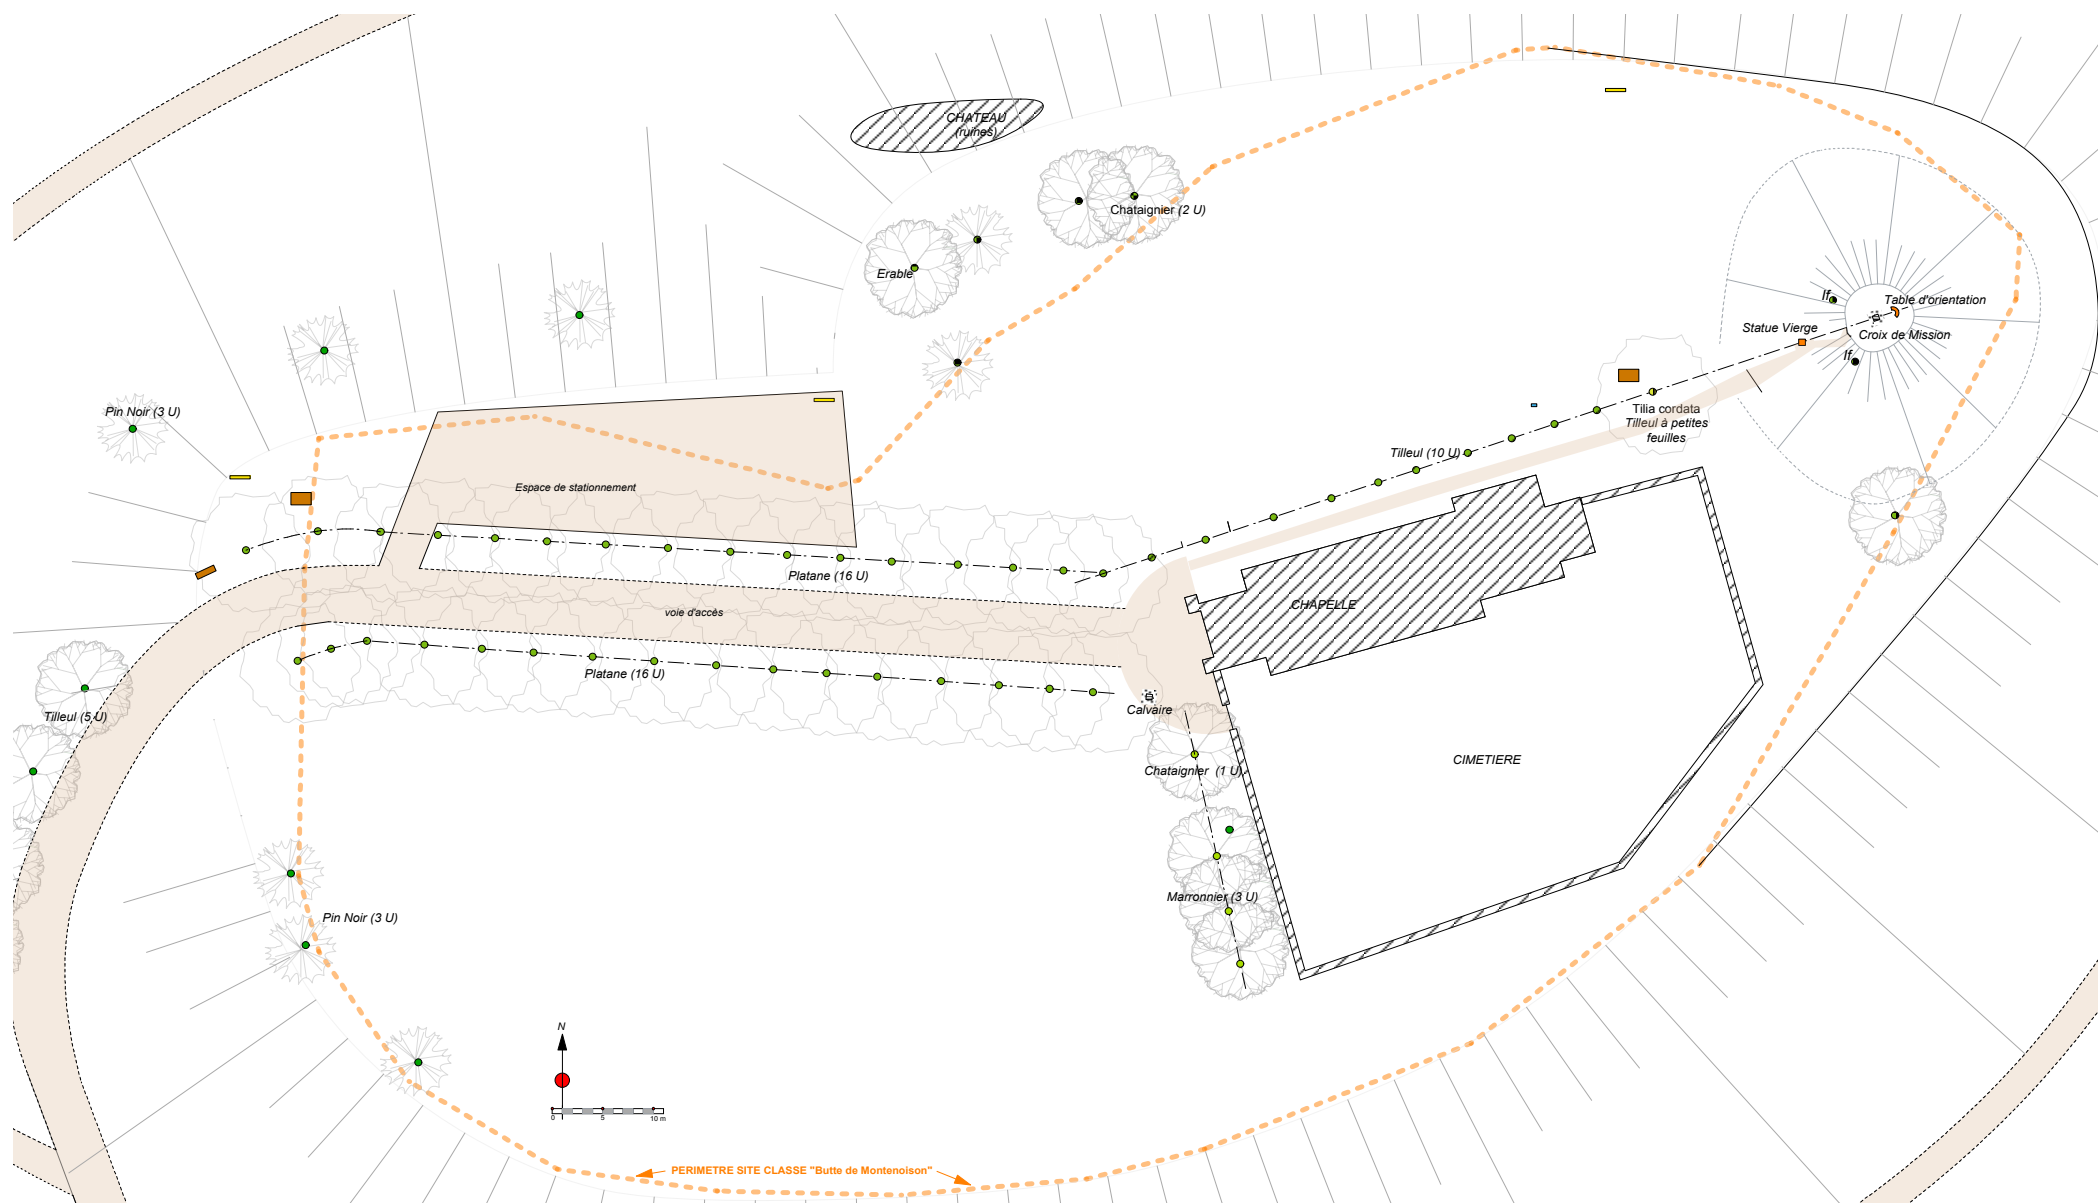 CHATEAU
(ruines)
Chataignier (2 U)
Erable
If
Table d'orientation
Statue Vierge
Croix de Mission
If
Pin Noir (3 U)
Tilia cordata
Tilleul à petites
feuilles
Tilleul (10 U)
Espace de stationnement
Platane (16 U)
CHAPELLE
voie d'accès
Platane (16 U)
Calvaire
Tilleul (5 U)
CIMETIERE
Chataignier (1 U)
Marronnier (3 U)
Pin Noir (3 U)
N
0 5 10 m
PERIMETRE SITE CLASSE "Butte de Montenoison"